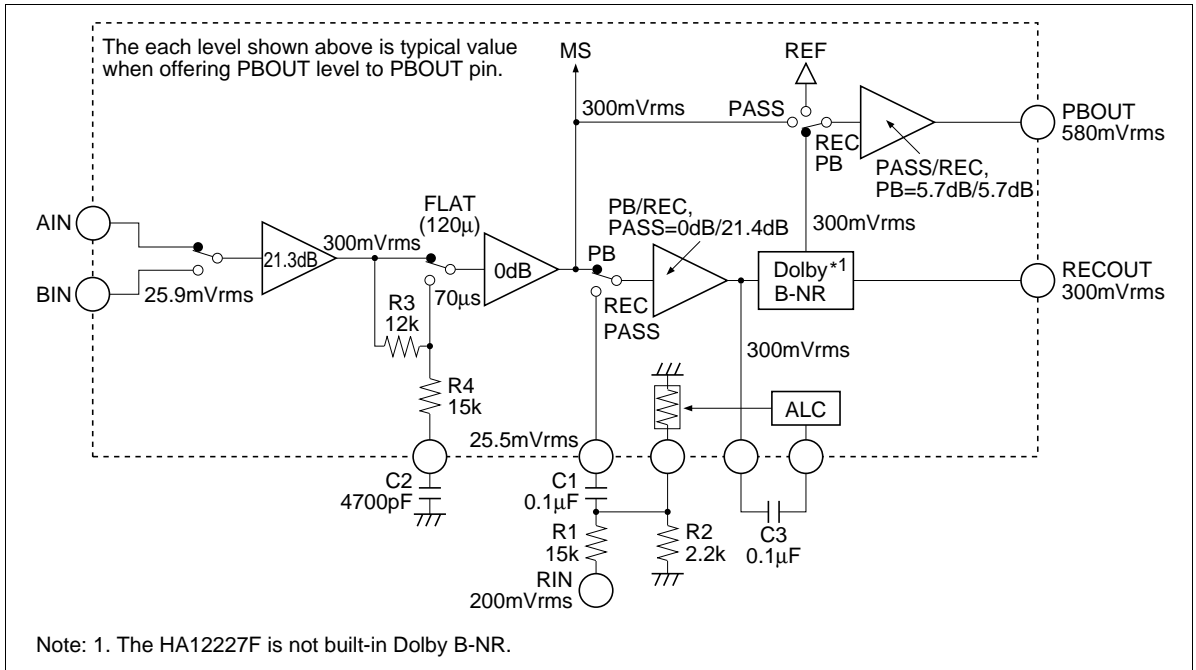 The each level shown above is typical value
when offering PBOUT level to PBOUT pin.
MS
REF
300mVrms
PASS
REC
PB
PBOUT
580mVrms
PASS/REC,
PB=5.7dB/5.7dB
AIN
BIN
25.9mVrms
21.3dB
300mVrms
FLAT
(120μ)
70μs
0dB
PB
REC
PASS
PB/REC,
PASS=0dB/21.4dB
300mVrms
Dolby*1
B-NR
RECOUT
300mVrms
R3
12k
R4
15k
300mVrms
ALC
25.5mVrms
C2
4700pF
C1
0.1μF
R1
15k
RIN
200mVrms
R2
2.2k
C3
0.1μF
Note: 1. The HA12227F is not built-in Dolby B-NR.